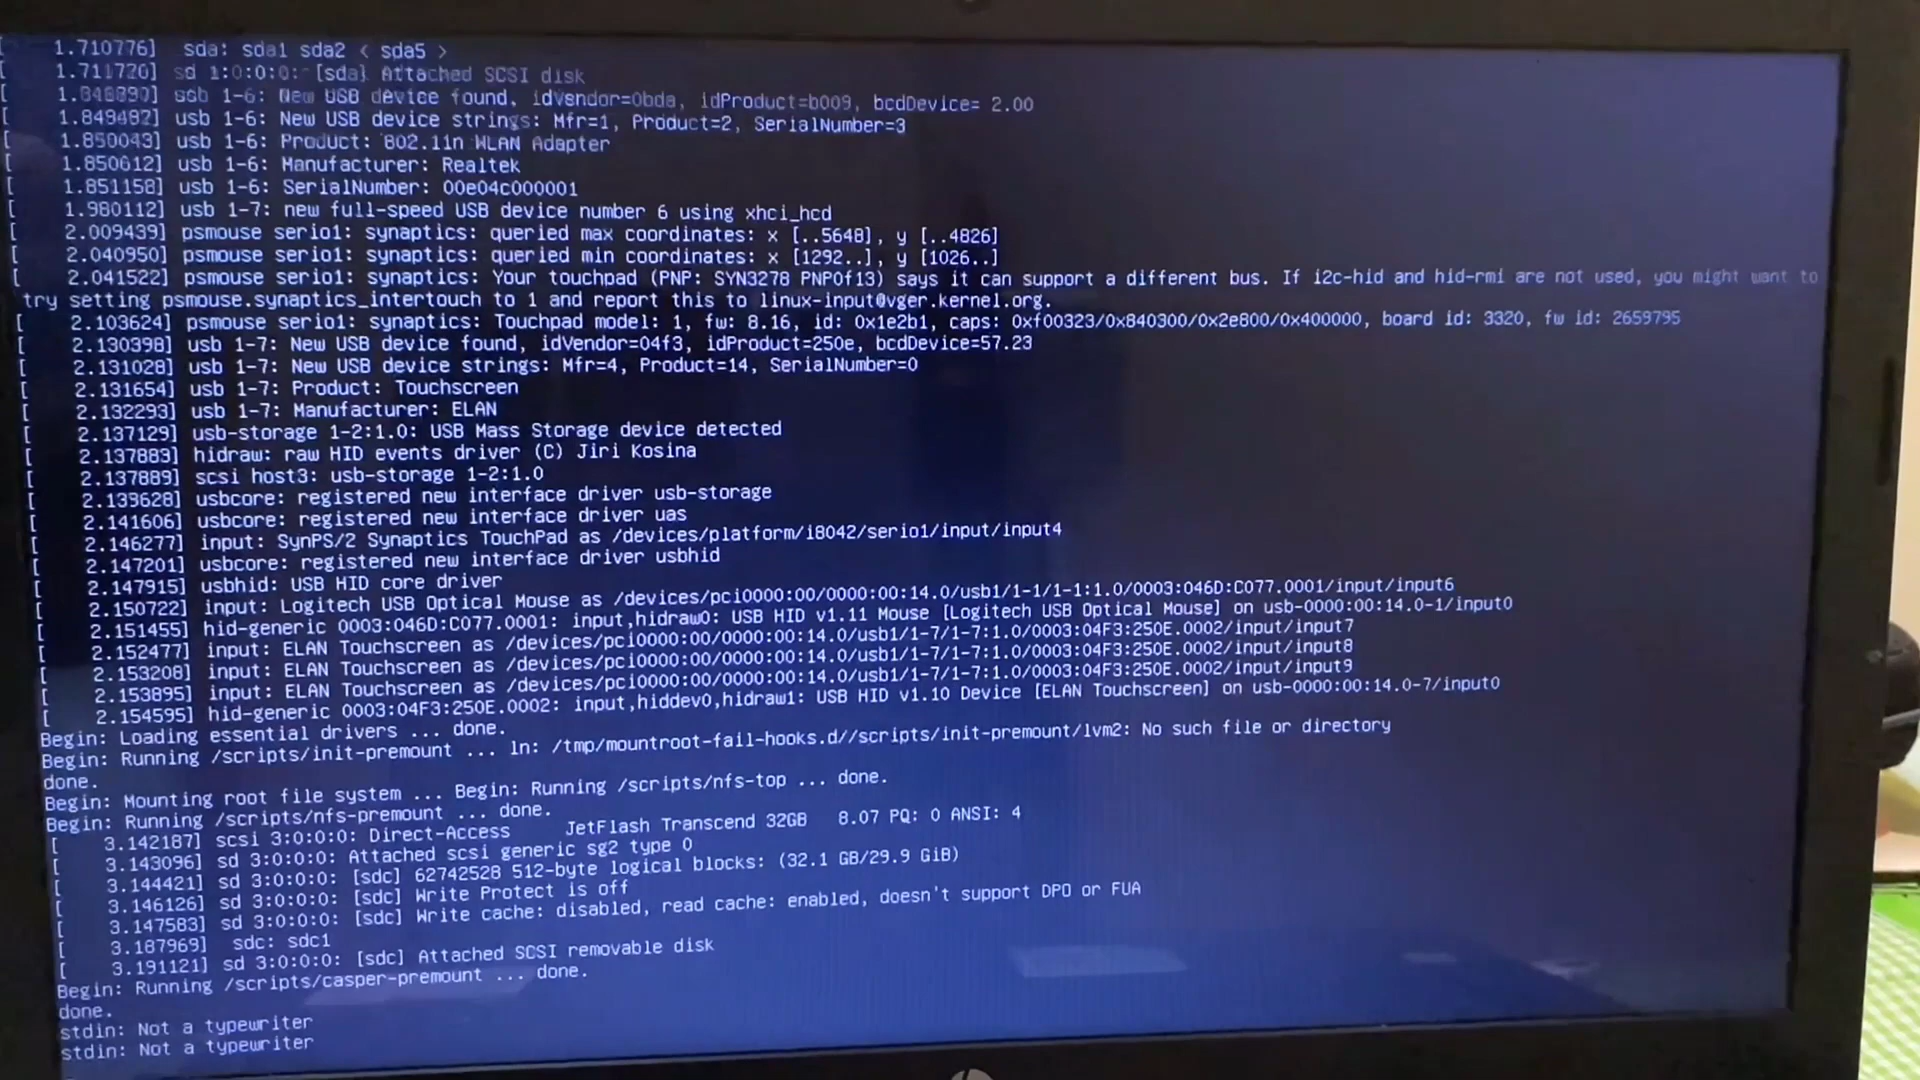 [    1.710776]  sda: sda1 sda2 < sda5 >
[    1.711720] sd 1:0:0:0: [sda] Attached SCSI disk
[    1.848890] usb 1-6: New USB device found, idVendor=0bda, idProduct=b009, bcdDevice= 2.00
[    1.849482] usb 1-6: New USB device strings: Mfr=1, Product=2, SerialNumber=3
[    1.850043] usb 1-6: Product: 802.11n WLAN Adapter
[    1.850612] usb 1-6: Manufacturer: Realtek
[    1.851158] usb 1-6: SerialNumber: 00e04c000001
[    1.980112] usb 1-7: new full-speed USB device number 6 using xhci_hcd
[    2.009439] psmouse serio1: synaptics: queried max coordinates: x [..5648], y [..4826]
[    2.040950] psmouse serio1: synaptics: queried min coordinates: x [1292..], y [1026..]
[    2.041522] psmouse serio1: synaptics: Your touchpad (PNP: SYN3278 PNP0f13) says it can support a different bus. If i2c-hid and hid-rmi are not used, you might want to
try setting psmouse.synaptics_intertouch to 1 and report this to linux-input@vger.kernel.org.
[    2.103624] psmouse serio1: synaptics: Touchpad model: 1, fw: 8.16, id: 0x1e2b1, caps: 0xf00323/0x840300/0x2e800/0x400000, board id: 3320, fw id: 2659795
[    2.130398] usb 1-7: New USB device found, idVendor=04f3, idProduct=250e, bcdDevice=57.23
[    2.131028] usb 1-7: New USB device strings: Mfr=4, Product=14, SerialNumber=0
[    2.131654] usb 1-7: Product: Touchscreen
[    2.132293] usb 1-7: Manufacturer: ELAN
[    2.137129] usb-storage 1-2:1.0: USB Mass Storage device detected
[    2.137883] hidraw: raw HID events driver (C) Jiri Kosina
[    2.137889] scsi host3: usb-storage 1-2:1.0
[    2.139628] usbcore: registered new interface driver usb-storage
[    2.141606] usbcore: registered new interface driver uas
[    2.146277] input: SynPS/2 Synaptics TouchPad as /devices/platform/i8042/serio1/input/input4
[    2.147201] usbcore: registered new interface driver usbhid
[    2.147915] usbhid: USB HID core driver
[    2.150722] input: Logitech USB Optical Mouse as /devices/pci0000:00/0000:00:14.0/usb1/1-1/1-1:1.0/0003:046D:C077.0001/input/input6
[    2.151455] hid-generic 0003:046D:C077.0001: input,hidraw0: USB HID v1.11 Mouse [Logitech USB Optical Mouse] on usb-0000:00:14.0-1/input0
[    2.152477] input: ELAN Touchscreen as /devices/pci0000:00/0000:00:14.0/usb1/1-7/1-7:1.0/0003:04F3:250E.0002/input/input7
[    2.153208] input: ELAN Touchscreen as /devices/pci0000:00/0000:00:14.0/usb1/1-7/1-7:1.0/0003:04F3:250E.0002/input/input8
[    2.153895] input: ELAN Touchscreen as /devices/pci0000:00/0000:00:14.0/usb1/1-7/1-7:1.0/0003:04F3:250E.0002/input/input9
[    2.154595] hid-generic 0003:04F3:250E.0002: input,hiddev0,hidraw1: USB HID v1.10 Device [ELAN Touchscreen] on usb-0000:00:14.0-7/input0
Begin: Loading essential drivers ... done.
Begin: Running /scripts/init-premount ... ln: /tmp/mountroot-fail-hooks.d//scripts/init-premount/lvm2: No such file or directory
done.
Begin: Mounting root file system ... Begin: Running /scripts/nfs-top ... done.
Begin: Running /scripts/nfs-premount ... done.
[    3.142187] scsi 3:0:0:0: Direct-Access     JetFlash Transcend 32GB   8.07 PQ: 0 ANSI: 4
[    3.143096] sd 3:0:0:0: Attached scsi generic sg2 type 0
[    3.144421] sd 3:0:0:0: [sdc] 62742528 512-byte logical blocks: (32.1 GB/29.9 GiB)
[    3.146126] sd 3:0:0:0: [sdc] Write Protect is off
[    3.147583] sd 3:0:0:0: [sdc] Write cache: disabled, read cache: enabled, doesn't support DPO or FUA
[    3.187969]  sdc: sdc1
[    3.191121] sd 3:0:0:0: [sdc] Attached SCSI removable disk
Begin: Running /scripts/casper-premount ... done.
done.
stdin: Not a typewriter
stdin: Not a typewriter